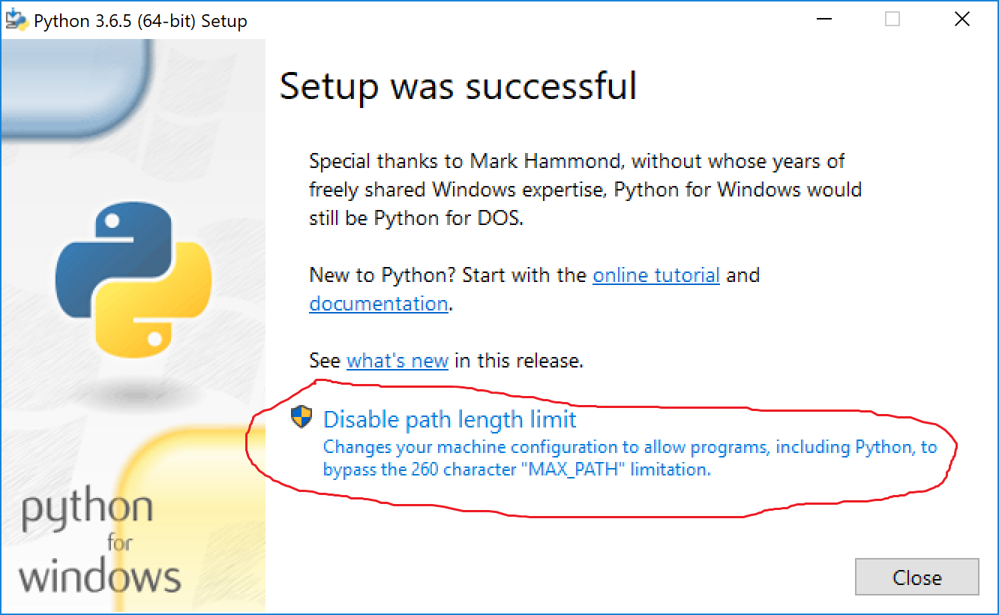 Python 3.6.5 (64-bit) Setup
Setup was successful
Special thanks to Mark Hammond, without whose years of
freely shared Windows expertise, Python for Windows would
still be Python for DOS.
New to Python? Start with the online tutorial and
documentation.
See what's new in this release.
Disable path length limit
Changes your machine configuration to allow programs, including Python, to
bypass the 260 character "MAX_PATH" limitation.
python
for
windows
Close